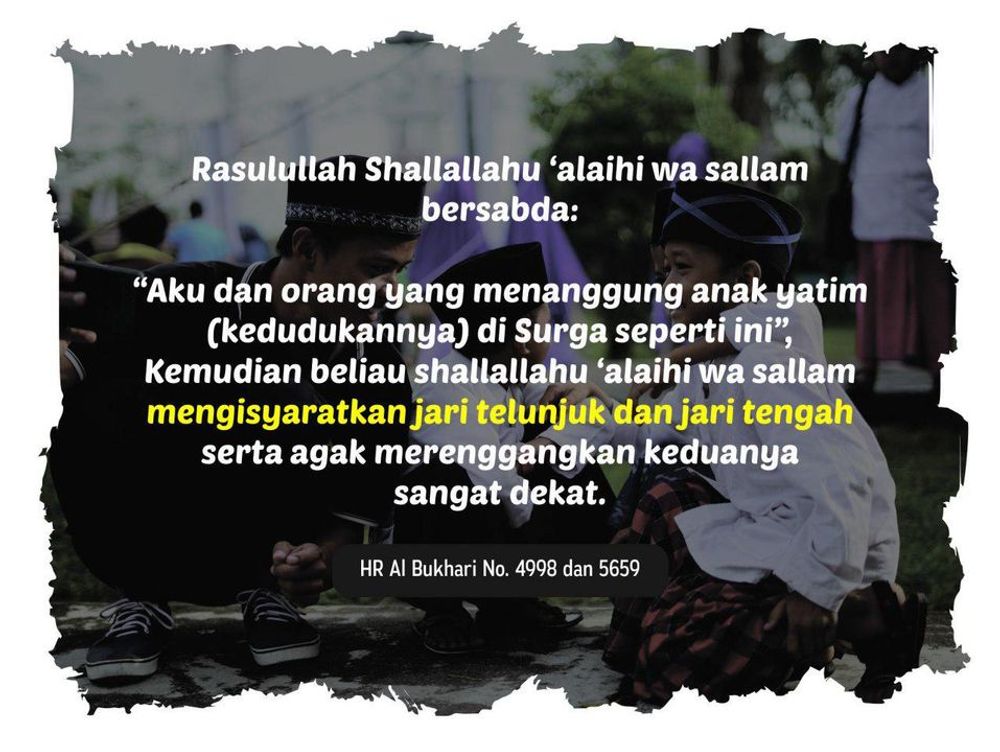 Rasulullah Shallallahu ‘alaihi wa sallam
bersabda:
“Aku dan orang yang menanggung anak yatim
(kedudukannya) di Surga seperti ini”,
Kemudian beliau shallallahu ‘alaihi wa sallam
mengisyaratkan jari telunjuk dan jari tengah
serta agak merenggangkan keduanya
sangat dekat.
HR Al Bukhari No. 4998 dan 5659